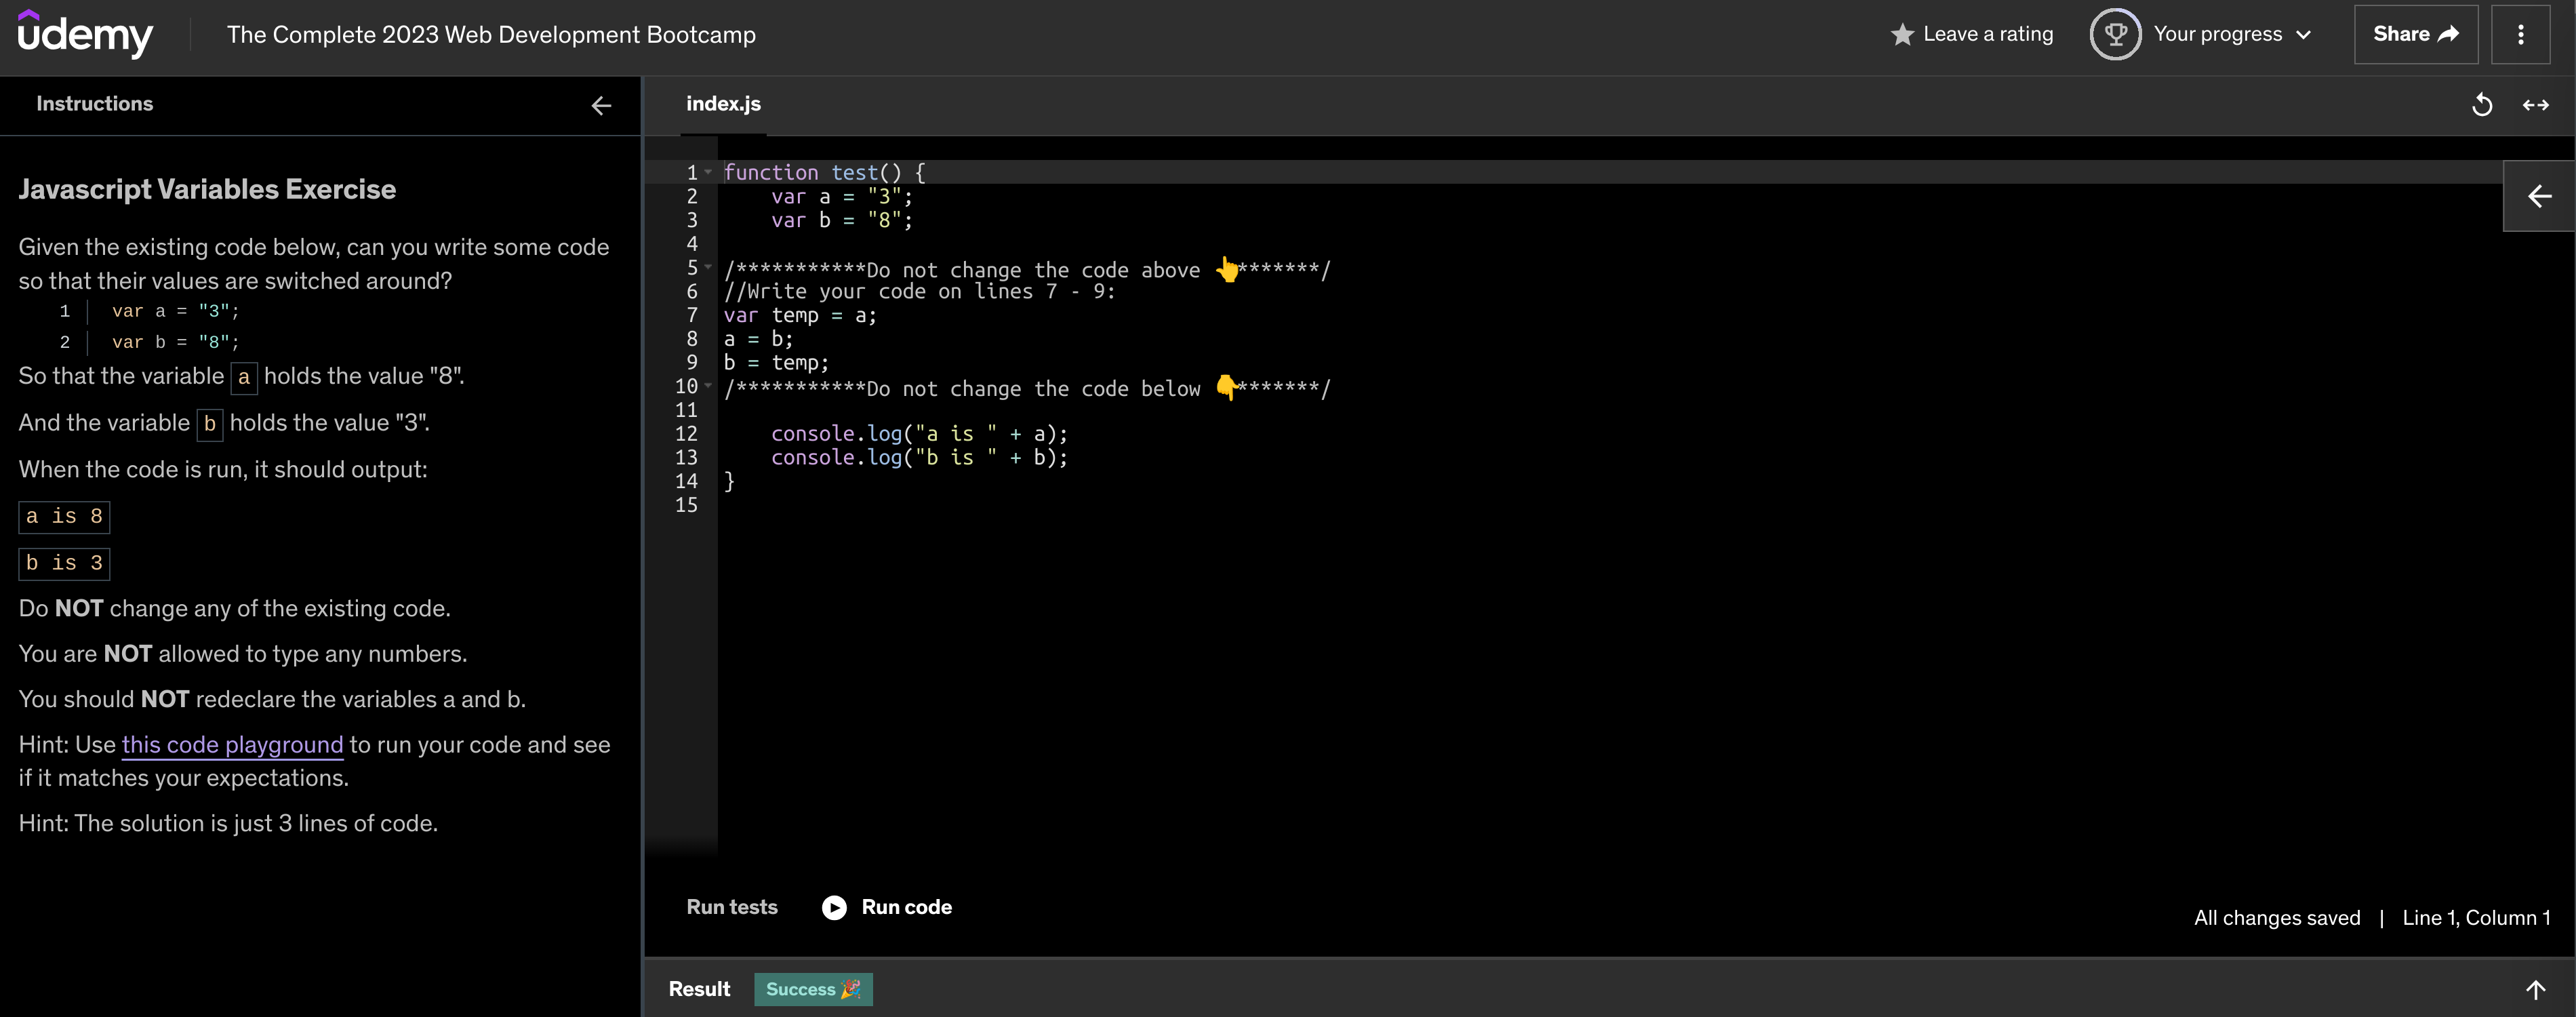 udemy
The Complete 2023 Web Development Bootcamp
Leave a rating
Your progress
Share
Instructions
Javascript Variables Exercise
Given the existing code below, can you write some code
so that their values are switched around?
1 var a = "3";
2 var b = "8";
So that the variable a holds the value "8".
And the variable b holds the value "3".
When the code is run, it should output:
a is 8
b is 3
Do NOT change any of the existing code.
You are NOT allowed to type any numbers.
You should NOT redeclare the variables a and b.
Hint: Use this code playground to run your code and see
if it matches your expectations.
Hint: The solution is just 3 lines of code.
index.js
1 function test() {
2     var a = "3";
3     var b = "8";
4
5 /***********Do not change the code above 👆*******/
6 //Write your code on lines 7 - 9:
7 var temp = a;
8 a = b;
9 b = temp;
10 /***********Do not change the code below 👇*******/
11
12     console.log("a is " + a);
13     console.log("b is " + b);
14 }
15
Run tests
Run code
All changes saved | Line 1, Column 1
Result
Success 🎉